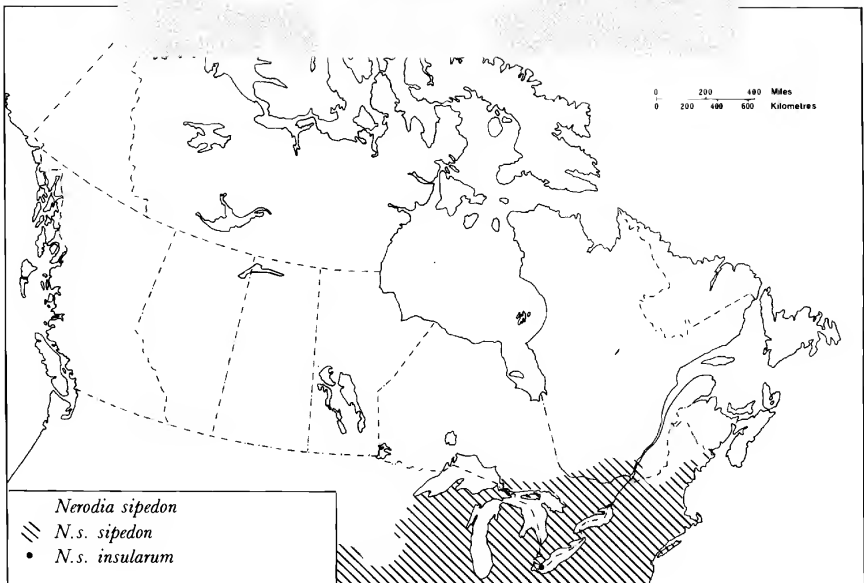 0 200 400 Miles
0 200 400 600 Kilometres
Nerodia sipedon
N.s. sipedon
N.s. insularum